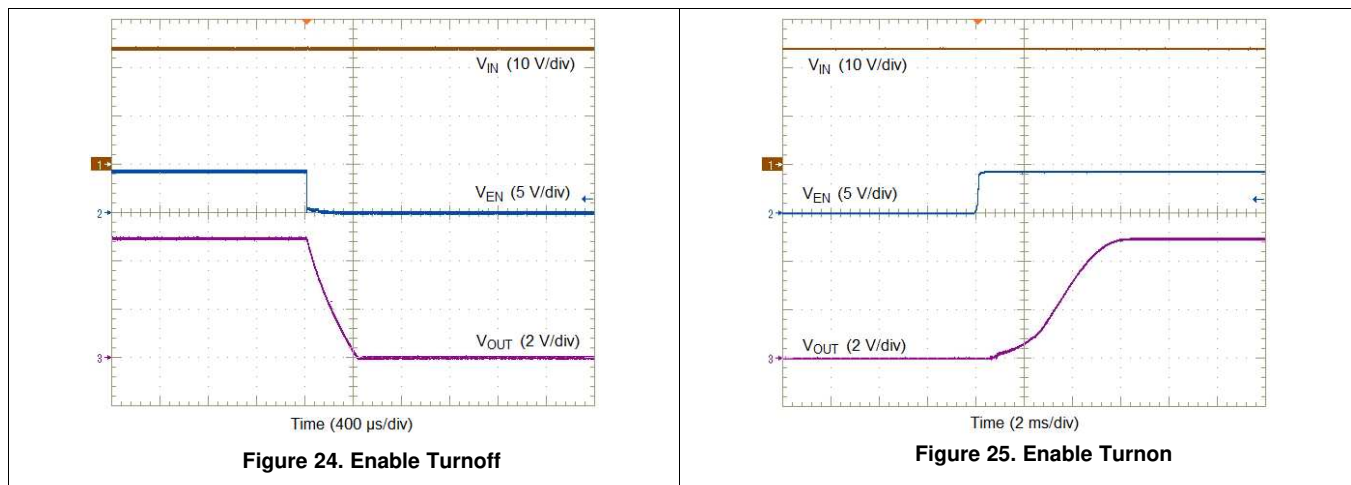 V_IN (10 V/div)
1
V_EN (5 V/div)
2
V_OUT (2 V/div)
3
Time (400 µs/div)
Figure 24. Enable Turnoff
V_IN (10 V/div)
1
V_EN (5 V/div)
2
V_OUT (2 V/div)
3
Time (2 ms/div)
Figure 25. Enable Turnon